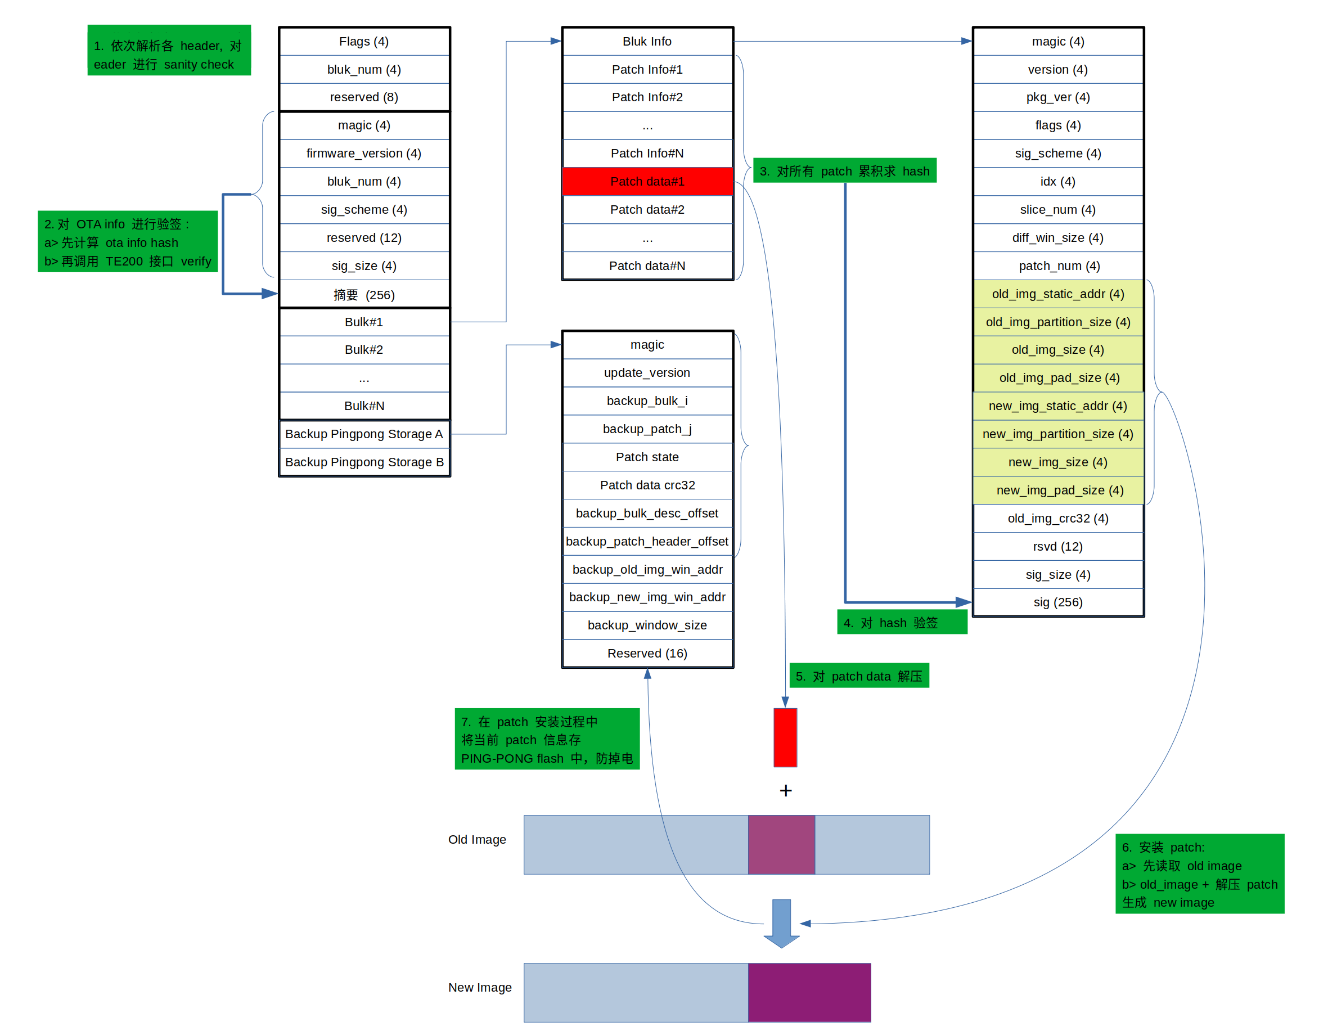 1. 依次解析各 header, 对
eader 进行 sanity check
Flags (4)
bluk_num (4)
reserved (8)
magic (4)
firmware_version (4)
bluk_num (4)
sig_scheme (4)
reserved (12)
sig_size (4)
摘要 (256)
Bulk#1
Bulk#2
...
Bulk#N
Backup Pingpong Storage A
Backup Pingpong Storage B
2. 对 OTA info 进行验签：
a> 先计算 ota info hash
b> 再调用 TE200 接口 verify
Bluk Info
Patch Info#1
Patch Info#2
...
Patch Info#N
Patch data#1
Patch data#2
...
Patch data#N
3. 对所有 patch 累积求 hash
magic
update_version
backup_bulk_i
backup_patch_j
Patch state
Patch data crc32
backup_bulk_desc_offset
backup_patch_header_offset
backup_old_img_win_addr
backup_new_img_win_addr
backup_window_size
Reserved (16)
magic (4)
version (4)
pkg_ver (4)
flags (4)
sig_scheme (4)
idx (4)
slice_num (4)
diff_win_size (4)
patch_num (4)
old_img_static_addr (4)
old_img_partition_size (4)
old_img_size (4)
old_img_pad_size (4)
new_img_static_addr (4)
new_img_partition_size (4)
new_img_size (4)
new_img_pad_size (4)
old_img_crc32 (4)
rsvd (12)
sig_size (4)
sig (256)
4. 对 hash 验签
5. 对 patch data 解压
7. 在 patch 安装过程中
将当前 patch 信息存
PING-PONG flash 中，防掉电
+
Old Image
6. 安装 patch:
a> 先读取 old image
b> old_image + 解压 patch
生成 new image
New Image